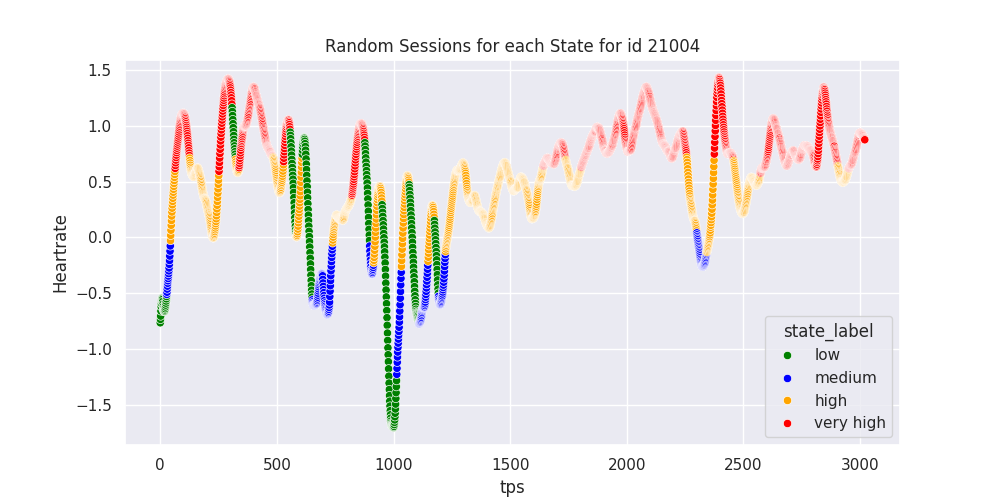 Random Sessions for each State for id 21004
Heartrate
1.5
1.0
0.5
0.0
−0.5
−1.0
−1.5
0 500 1000 1500 2000 2500 3000
tps
state_label
low
medium
high
very high